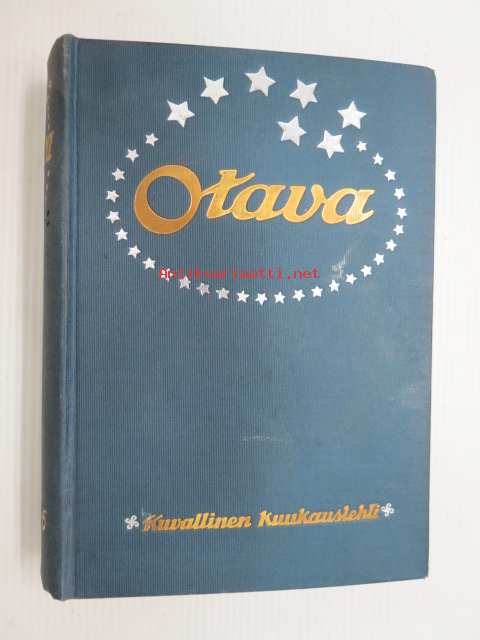 Otava
Antikvariaatti.net
Kuvallinen Kuukauslehti